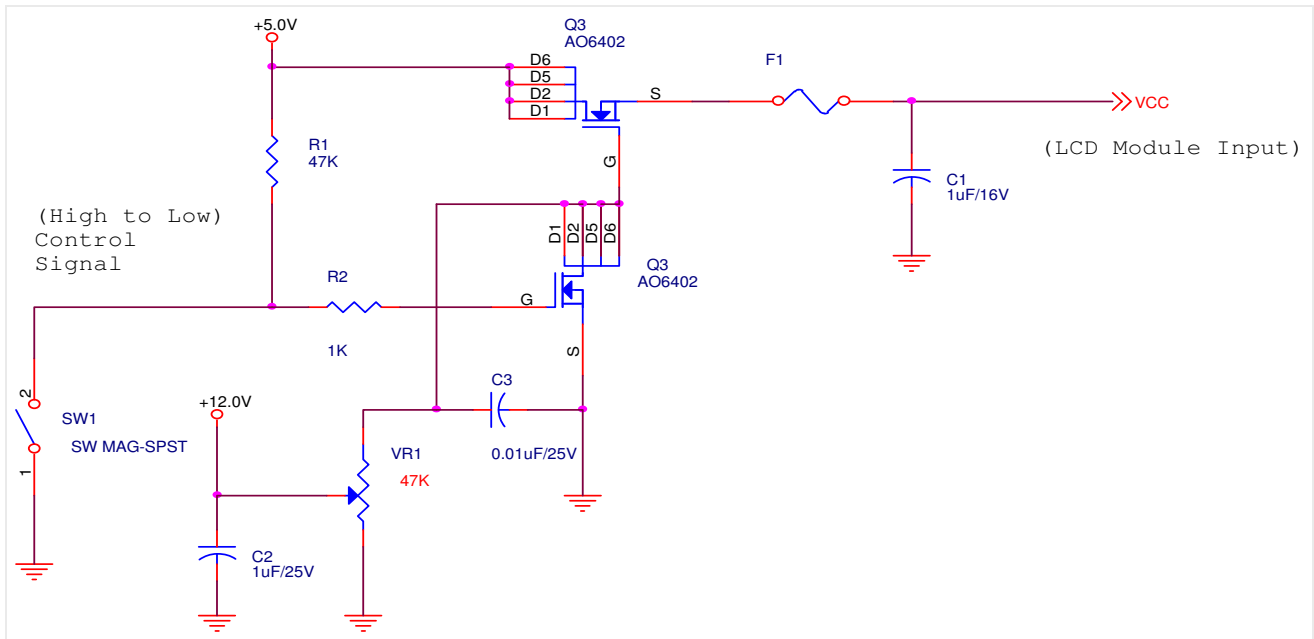 +5.0V
Q3
AO6402
F1
D6
D5
D2
D1
S
VCC
R1
47K
G
(LCD Module Input)
C1
1uF/16V
(High to Low)
Control
Signal
D1
D2
D5
D6
Q3
AO6402
R2
G
1K
S
C3
2
+12.0V
SW1
SW MAG-SPST
VR1
0.01uF/25V
1
47K
C2
1uF/25V